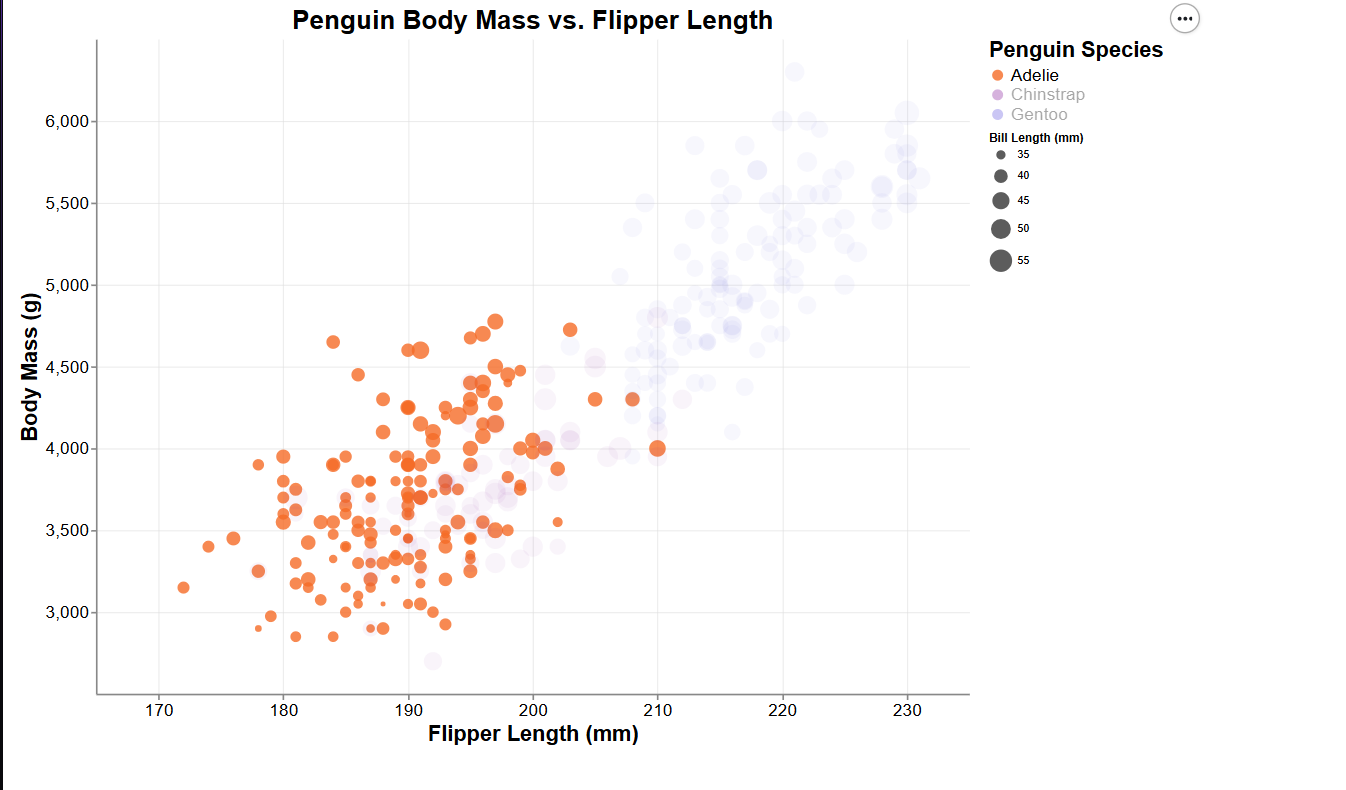 Penguin Body Mass vs. Flipper Length
Penguin Species
Adelie
Chinstrap
Gentoo
Bill Length (mm)
35
40
45
50
55
Body Mass (g)
6,000
5,500
5,000
4,500
4,000
3,500
3,000
170 180 190 200 210 220 230
Flipper Length (mm)